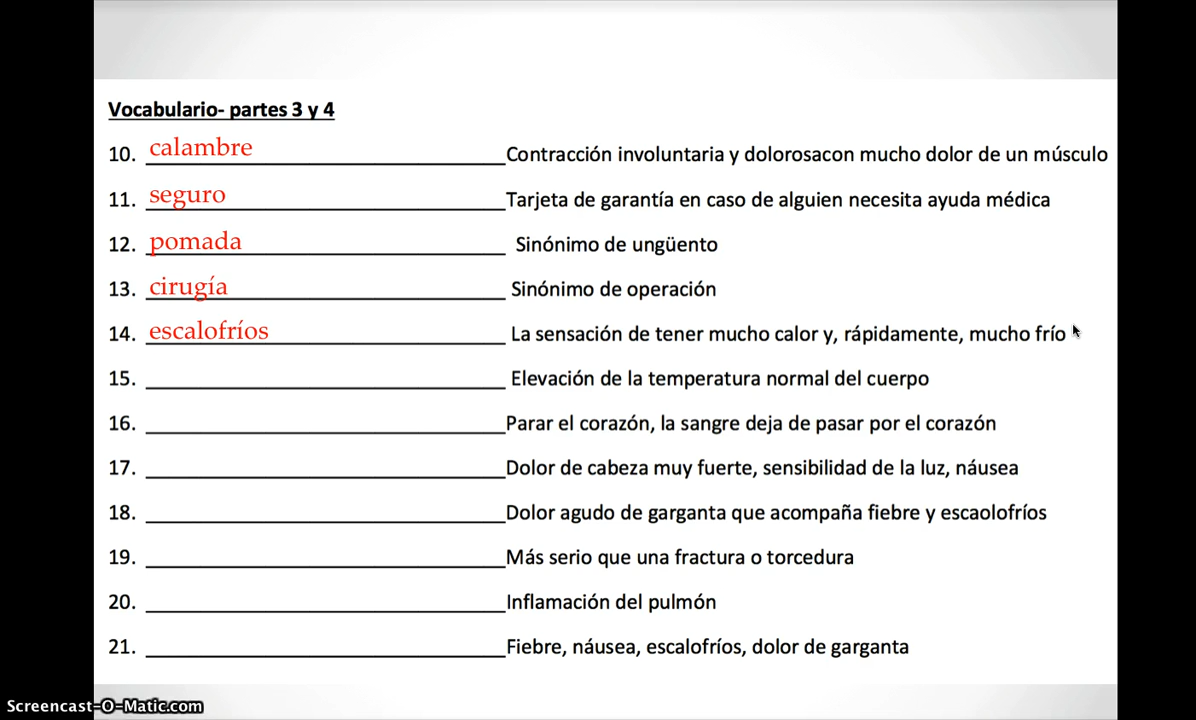 Vocabulario- partes 3 y 4
10. calambre Contracción involuntaria y dolorosacon mucho dolor de un músculo
11. seguro Tarjeta de garantía en caso de alguien necesita ayuda médica
12. pomada Sinónimo de ungüento
13. cirugía Sinónimo de operación
14. escalofríos La sensación de tener mucho calor y, rápidamente, mucho frío
15. Elevación de la temperatura normal del cuerpo
16. Parar el corazón, la sangre deja de pasar por el corazón
17. Dolor de cabeza muy fuerte, sensibilidad de la luz, náusea
18. Dolor agudo de garganta que acompaña fiebre y escaolofríos
19. Más serio que una fractura o torcedura
20. Inflamación del pulmón
21. Fiebre, náusea, escalofríos, dolor de garganta
Screencast-O-Matic.com